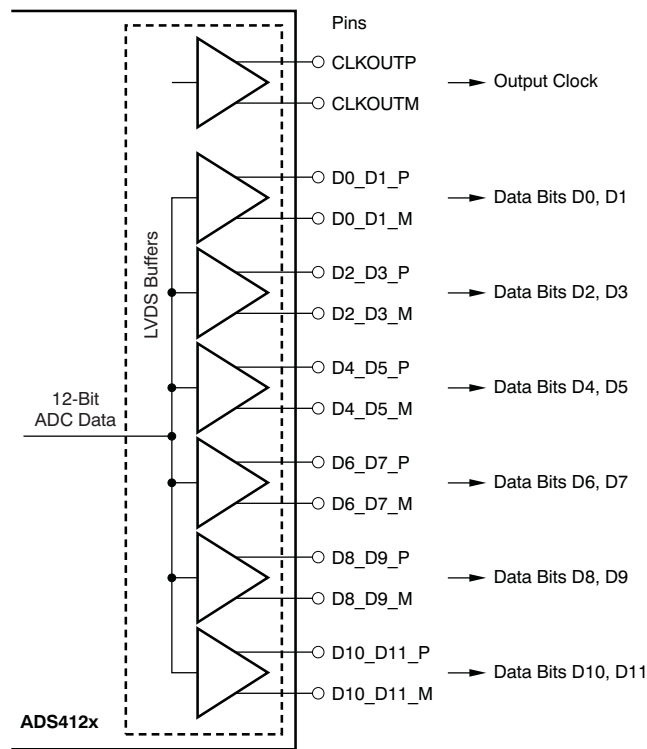 Pins
CLKOUTP
Output Clock
CLKOUTM
D0_D1_P
Data Bits D0, D1
D0_D1_M
LVDS Buffers
D2_D3_P
Data Bits D2, D3
D2_D3_M
D4_D5_P
Data Bits D4, D5
D4_D5_M
12-Bit
ADC Data
D6_D7_P
Data Bits D6, D7
D6_D7_M
D8_D9_P
Data Bits D8, D9
D8_D9_M
D10_D11_P
Data Bits D10, D11
D10_D11_M
ADS412x